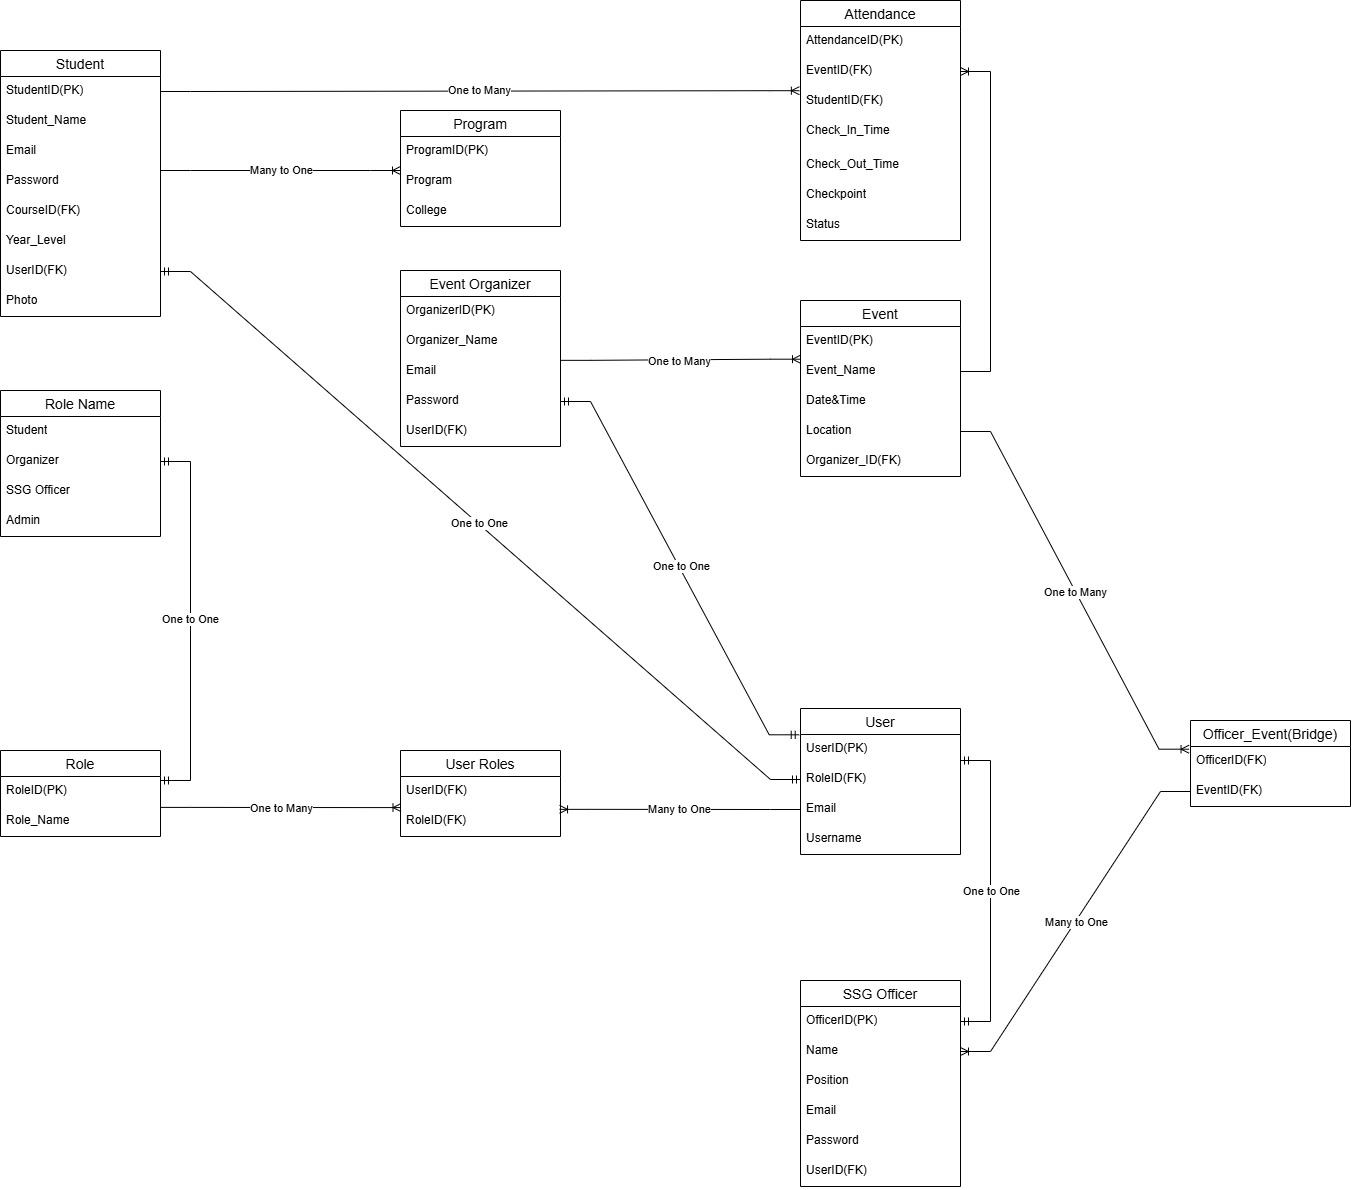 Attendance
AttendanceID(PK)
EventID(FK)
StudentID(FK)
Check_In_Time
Check_Out_Time
Checkpoint
Status
Student
StudentID(PK)
Student_Name
Email
Password
CourseID(FK)
Year_Level
UserID(FK)
Photo
One to Many
Program
ProgramID(PK)
Program
College
Many to One
Event Organizer
OrganizerID(PK)
Organizer_Name
Email
Password
UserID(FK)
One to Many
Event
EventID(PK)
Event_Name
Date&Time
Location
Organizer_ID(FK)
Role Name
Student
Organizer
SSG Officer
Admin
One to One
One to One
One to One
One to Many
Role
RoleID(PK)
Role_Name
One to Many
User Roles
UserID(FK)
RoleID(FK)
Many to One
User
UserID(PK)
RoleID(FK)
Email
Username
Officer_Event(Bridge)
OfficerID(FK)
EventID(FK)
One to One
Many to One
SSG Officer
OfficerID(PK)
Name
Position
Email
Password
UserID(FK)